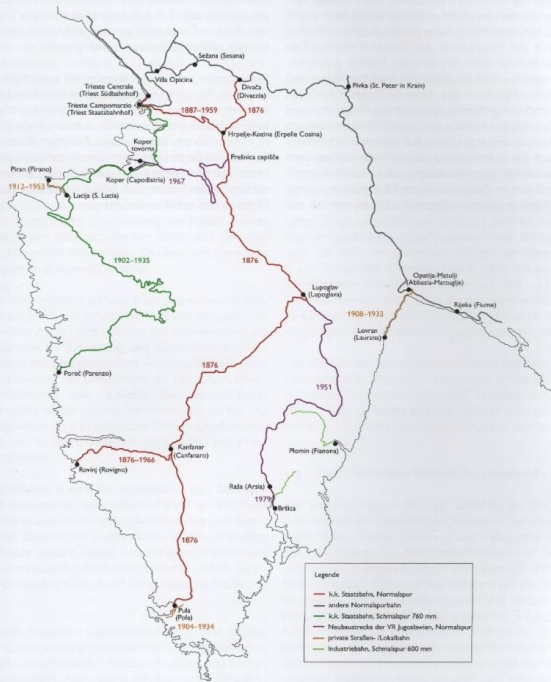 Sežana (Sesana)
Villa Opicina
Trieste Centrale
(Triest Südbahnhof)
Divača
(Divaccia)
Pivka (St. Peter in Krain)
Trieste Campomarzio
(Triest Staatsbahnhof)
1887–1959
1876
Hrpelje-Kozina (Erpelle Cosina)
Koper
tovorna
Prešnica cepišče
Piran (Pirano)
Koper (Capodistria)
1967
1912–1953
Lucija (S. Lucia)
1902–1935
1876
Opatija-Matulji
(Abbazia-Mattuglie)
Lupoglav
(Lupoglava)
1908–1933
Rijeka (Fiume)
Lovran
(Laurana)
1876
Poreč (Parenzo)
1951
Kanfanar
(Canfanaro)
Plomin (Fianona)
1876–1966
Rovinj (Rovigno)
Raša (Arsia)
1979
Bršica
1876
Pula
(Pola)
1904–1934
Legende
k.k. Staatsbahn, Normalspur
andere Normalspurbahn
k.k. Staatsbahn, Schmalspur 760 mm
Neubaustrecke der VR Jugoslawien, Normalspur
private Straßen- /Lokalbahn
Industriebahn, Schmalspur 600 mm